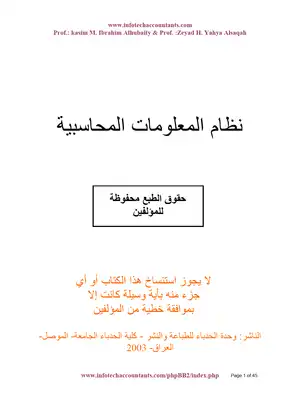 www.infotechaccountants.com
Prof.: kasim M. Ibrahim Alhubaity & Prof. :Zeyad H. Yahya Alsaqah
نظام المعلومات المحاسبية
حقوق الطبع محفوظة
للمؤلفين
لا يجوز استنساخ هذا الكتاب أو أي
جزء منه بأية وسيلة كانت إلا
بموافقة خطية من المؤلفين
الناشر: وحدة الحدباء للطباعة والنشر - كلية الحدباء الجامعة- الموصل-
العراق- 2003
www.infotechaccountants.com/phpBB2/index.php Page 1 of 45